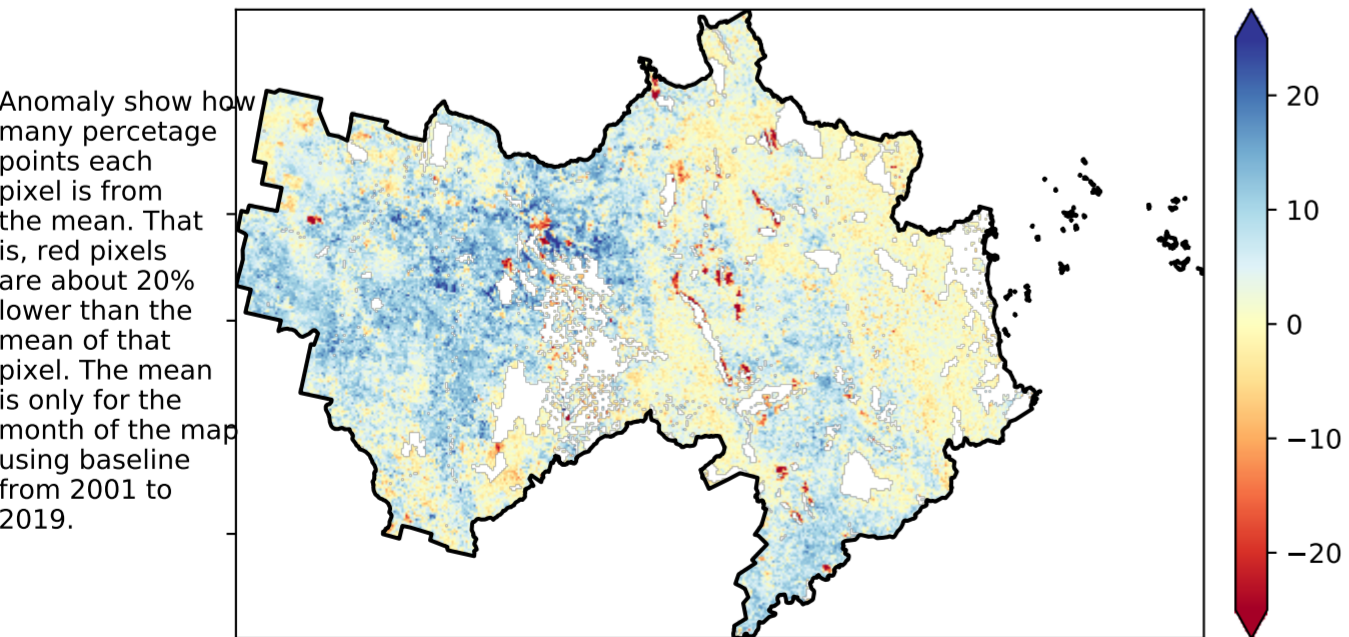 Anomaly show how
many percetage
points each
pixel is from
the mean. That
is, red pixels
are about 20%
lower than the
mean of that
pixel. The mean
is only for the
month of the map
using baseline
from 2001 to
2019.
20
10
0
−10
−20